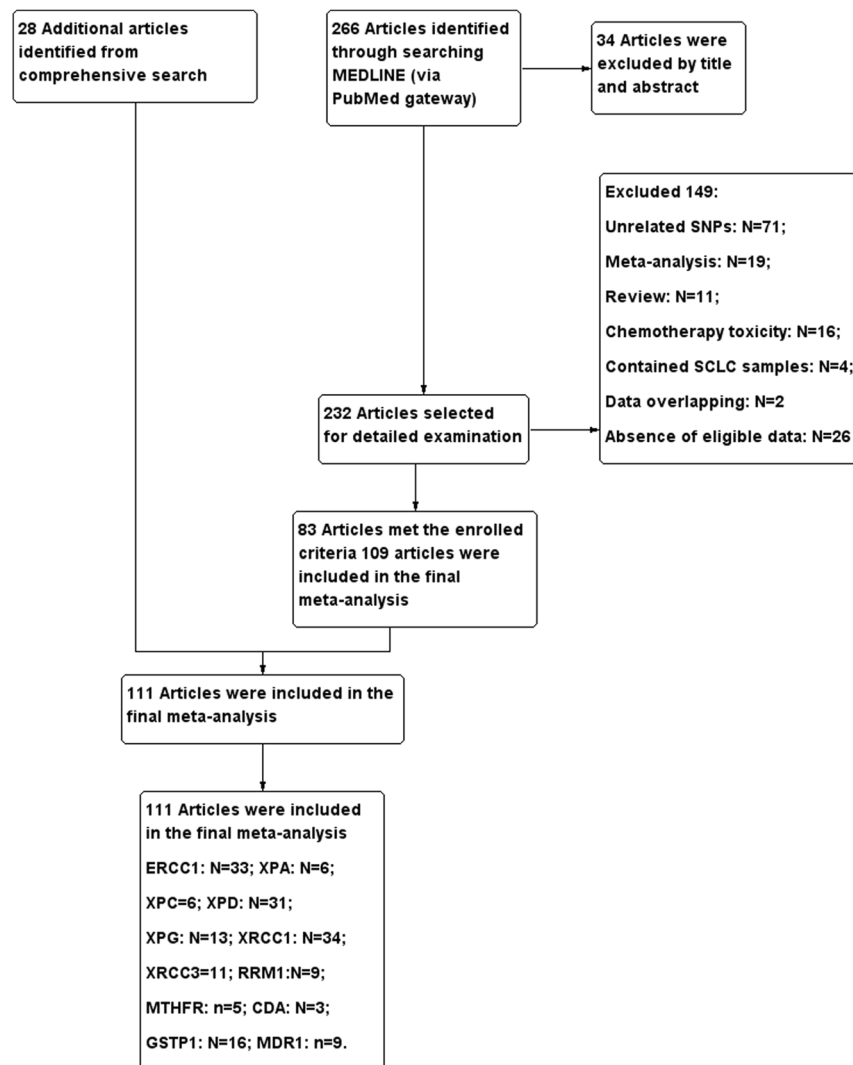 28 Additional articles
identified from
comprehensive search
266 Articles identified
through searching
MEDLINE (via
PubMed gateway)
34 Articles were
excluded by title
and abstract
Excluded 149:
Unrelated SNPs: N=71;
Meta-analysis: N=19;
Review: N=11;
Chemotherapy toxicity: N=16;
Contained SCLC samples: N=4;
Data overlapping: N=2
Absence of eligible data: N=26
232 Articles selected
for detailed examination
83 Articles met the enrolled
criteria 109 articles were
included in the final
meta-analysis
111 Articles were included in the
final meta-analysis
111 Articles were included
in the final meta-analysis
ERCC1: N=33; XPA: N=6;
XPC=6; XPD: N=31;
XPG: N=13; XRCC1: N=34;
XRCC3=11; RRM1:N=9;
MTHFR: n=5; CDA: N=3;
GSTP1: N=16; MDR1: n=9.